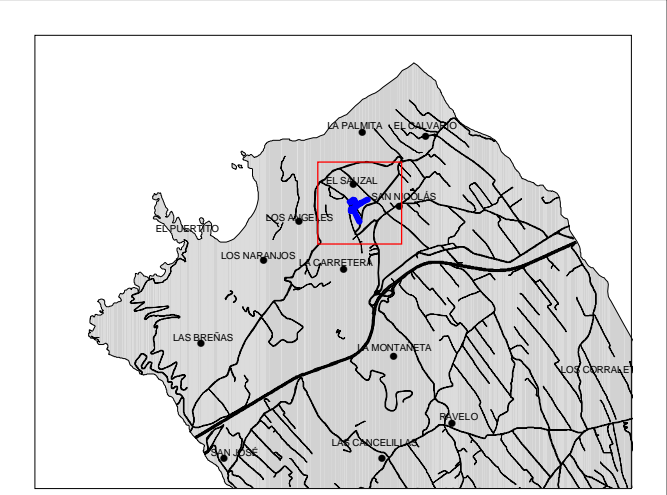 LA PALMITA
EL CALVARIO
EL SAUZAL
SAN NICOLÁS
LOS ANGELES
EL PUERTITO
LOS NARANJOS
LA CARRETERA
LAS BREÑAS
LA MONTAÑETA
LOS CORRALE
RAVELO
LAS CANCELILLAS
SAN JOSÉ